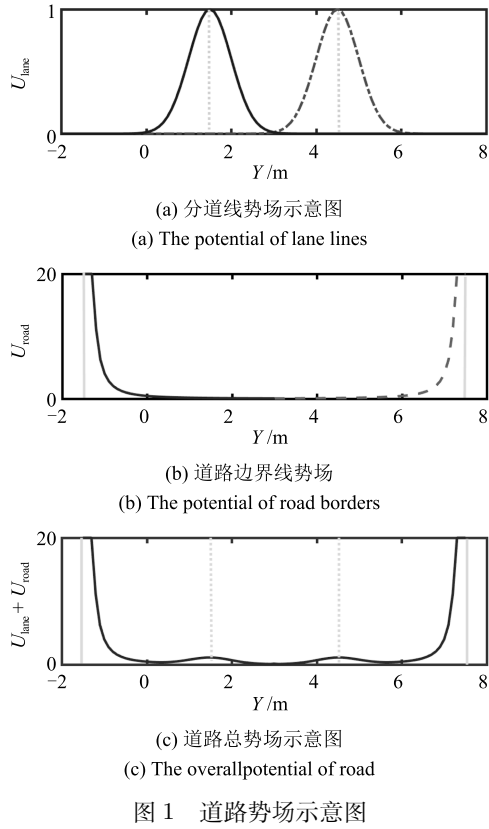 1
U_lane
0
−2 0 2 4 6 8
Y /m
(a) 分道线势场示意图
(a) The potential of lane lines
20
U_road
0
−2 0 2 4 6 8
Y /m
(b) 道路边界线势场
(b) The potential of road borders
20
U_lane + U_road
0
−2 0 2 4 6 8
Y /m
(c) 道路总势场示意图
(c) The overallpotential of road
图 1 道路势场示意图